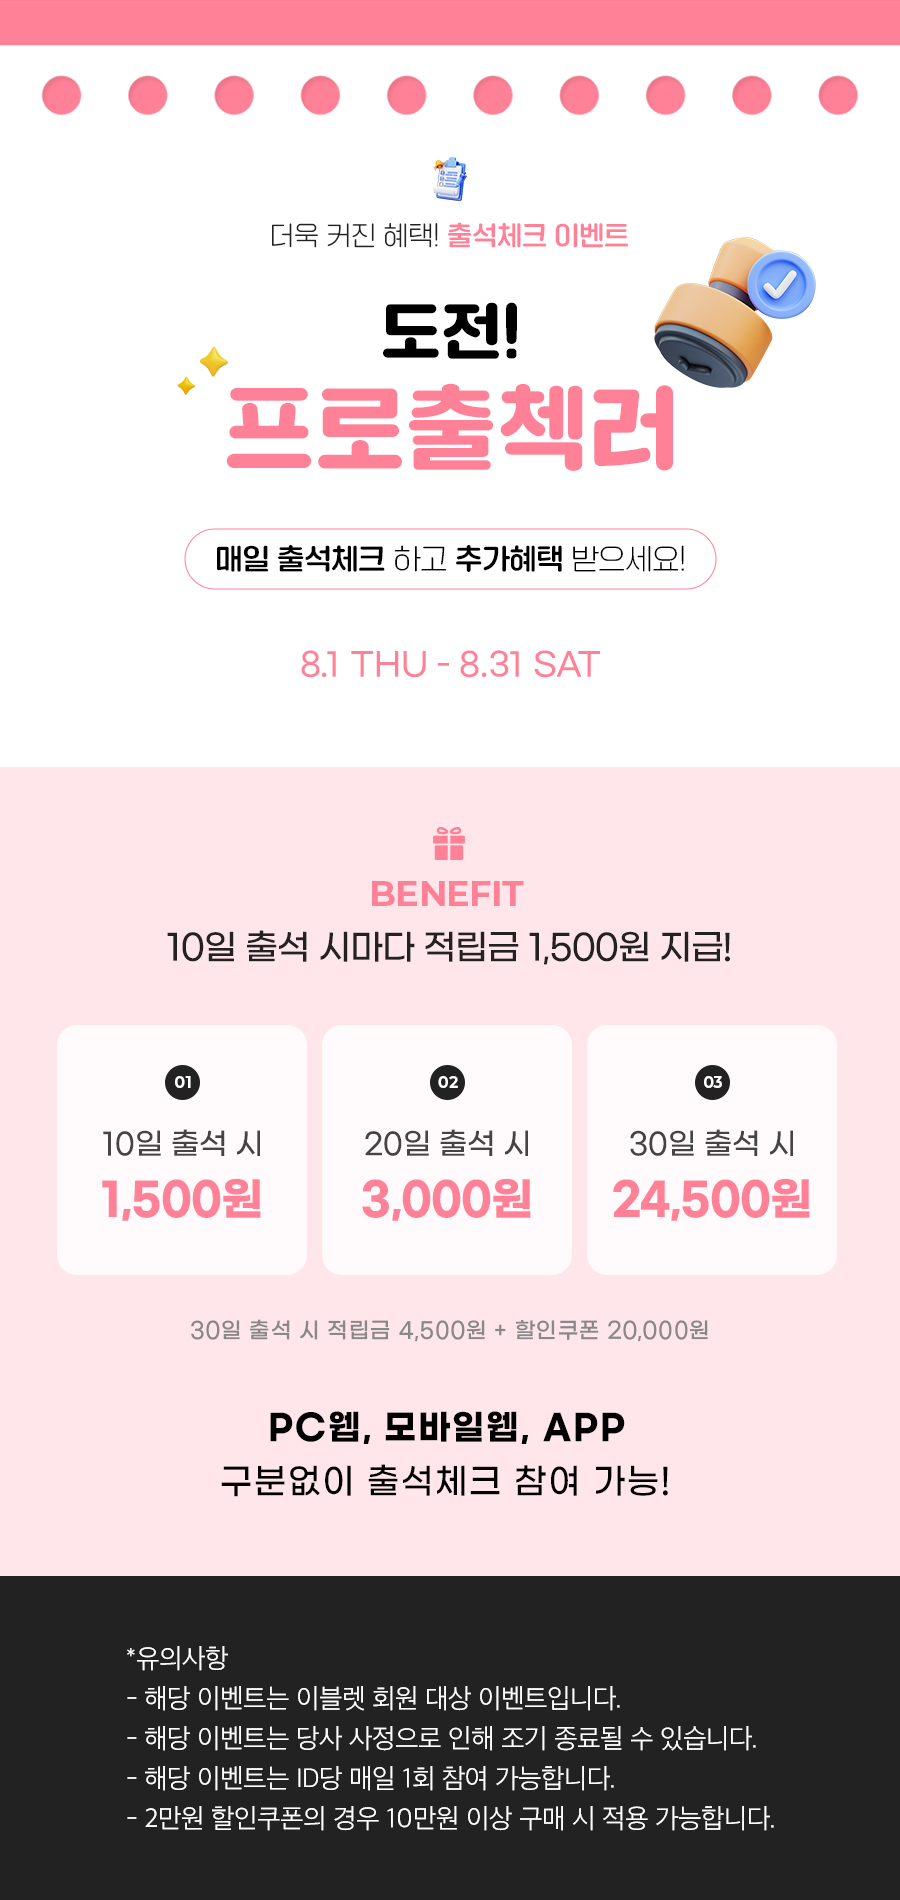 더욱 커진 혜택! 출석체크 이벤트
도전!
프로출첵러
매일 출석체크 하고 추가혜택 받으세요!
8.1 THU - 8.31 SAT
BENEFIT
10일 출석 시마다 적립금 1,500원 지급!
01
10일 출석 시
1,500원
02
20일 출석 시
3,000원
03
30일 출석 시
24,500원
30일 출석 시 적립금 4,500원 + 할인쿠폰 20,000원
PC웹, 모바일웹, APP
구분없이 출석체크 참여 가능!
*유의사항
- 해당 이벤트는 이블렛 회원 대상 이벤트입니다.
- 해당 이벤트는 당사 사정으로 인해 조기 종료될 수 있습니다.
- 해당 이벤트는 ID당 매일 1회 참여 가능합니다.
- 2만원 할인쿠폰의 경우 10만원 이상 구매 시 적용 가능합니다.